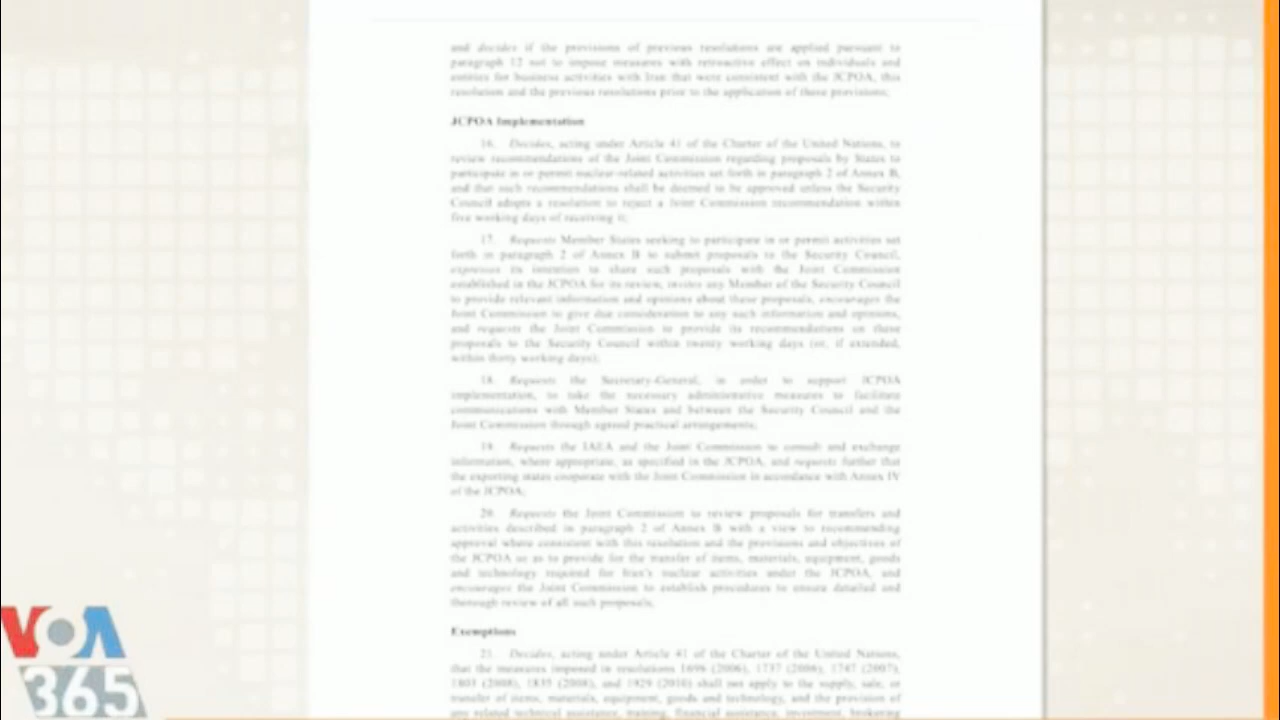 and decides if the provisions of previous resolutions are applied pursuant to
paragraph 12 not to impose measures with retroactive effect on individuals and
entities for business activities with Iran that were consistent with the JCPOA, this
resolution and the previous resolutions prior to the application of these provisions;
JCPOA Implementation
16. Decides, acting under Article 41 of the Charter of the United Nations, to
review recommendations of the Joint Commission regarding proposals by States to
participate in or permit nuclear-related activities set forth in paragraph 2 of Annex B,
and that such recommendations shall be deemed to be approved unless the Security
Council adopts a resolution to reject a Joint Commission recommendation within
five working days of receiving it;
17. Requests Member States seeking to participate in or permit activities set
forth in paragraph 2 of Annex B to submit proposals to the Security Council,
expresses its intention to share such proposals with the Joint Commission
established in the JCPOA for its review, invites any Member of the Security Council
to provide relevant information and opinions about these proposals, encourages the
Joint Commission to give due consideration to any such information and opinions,
and requests the Joint Commission to provide its recommendations on these
proposals to the Security Council within twenty working days (or, if extended,
within thirty working days);
18. Requests the Secretary-General, in order to support JCPOA
implementation, to take the necessary administrative measures to facilitate
communications with Member States and between the Security Council and the
Joint Commission through agreed practical arrangements;
19. Requests the IAEA and the Joint Commission to consult and exchange
information, where appropriate, as specified in the JCPOA, and requests further that
the exporting states cooperate with the Joint Commission in accordance with Annex IV
of the JCPOA;
20. Requests the Joint Commission to review proposals for transfers and
activities described in paragraph 2 of Annex B with a view to recommending
approval where consistent with this resolution and the provisions and objectives of
the JCPOA so as to provide for the transfer of items, materials, equipment, goods
and technology required for Iran's nuclear activities under the JCPOA, and
encourages the Joint Commission to establish procedures to ensure detailed and
thorough review of all such proposals;
Exemptions
21. Decides, acting under Article 41 of the Charter of the United Nations,
that the measures imposed in resolutions 1696 (2006), 1737 (2006), 1747 (2007),
1803 (2008), 1835 (2008), and 1929 (2010) shall not apply to the supply, sale, or
transfer of items, materials, equipment, goods and technology, and the provision of
any related technical assistance, training, financial assistance, investment, brokering
VOA
365